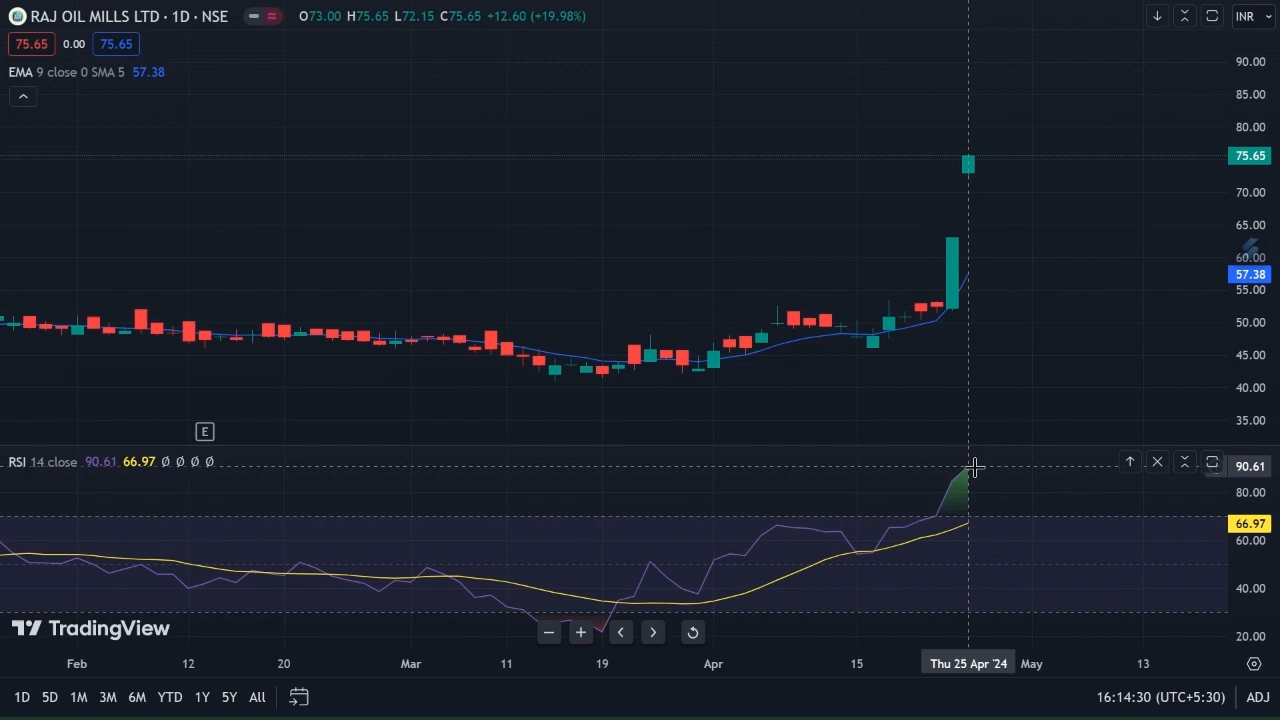 RAJ OIL MILLS LTD · 1D · NSE O73.00 H75.65 L72.15 C75.65 +12.60 (+19.98%) INR
75.65 0.00 75.65
EMA 9 close 0 SMA 5 57.38
90.00
85.00
80.00
75.65
70.00
65.00
60.00
57.38
55.00
50.00
45.00
40.00
35.00
E
RSI 14 close 90.61 66.97 Ø Ø Ø Ø
90.61
80.00
66.97
60.00
40.00
20.00
TradingView
Feb 12 20 Mar 11 19 Apr 15 Thu 25 Apr '24 May 13
1D 5D 1M 3M 6M YTD 1Y 5Y All 16:14:30 (UTC+5:30) ADJ